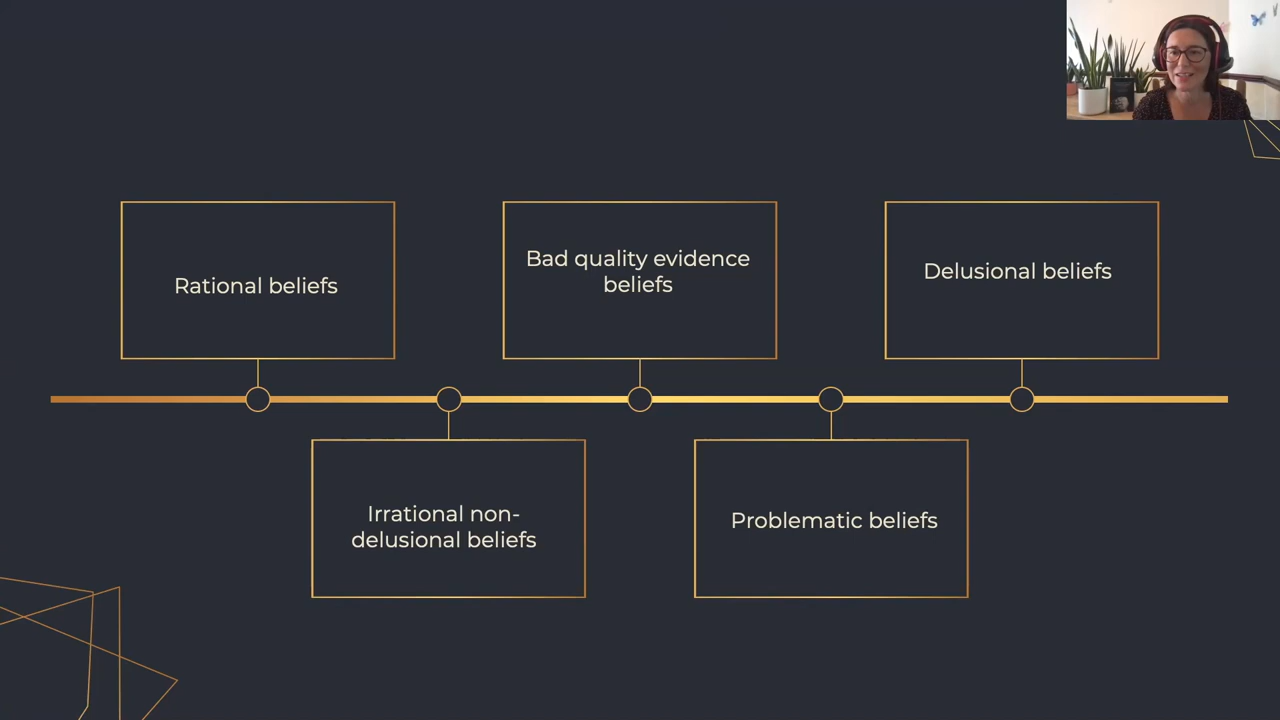 Rational beliefs
Bad quality evidence
beliefs
Delusional beliefs
Irrational non-
delusional beliefs
Problematic beliefs